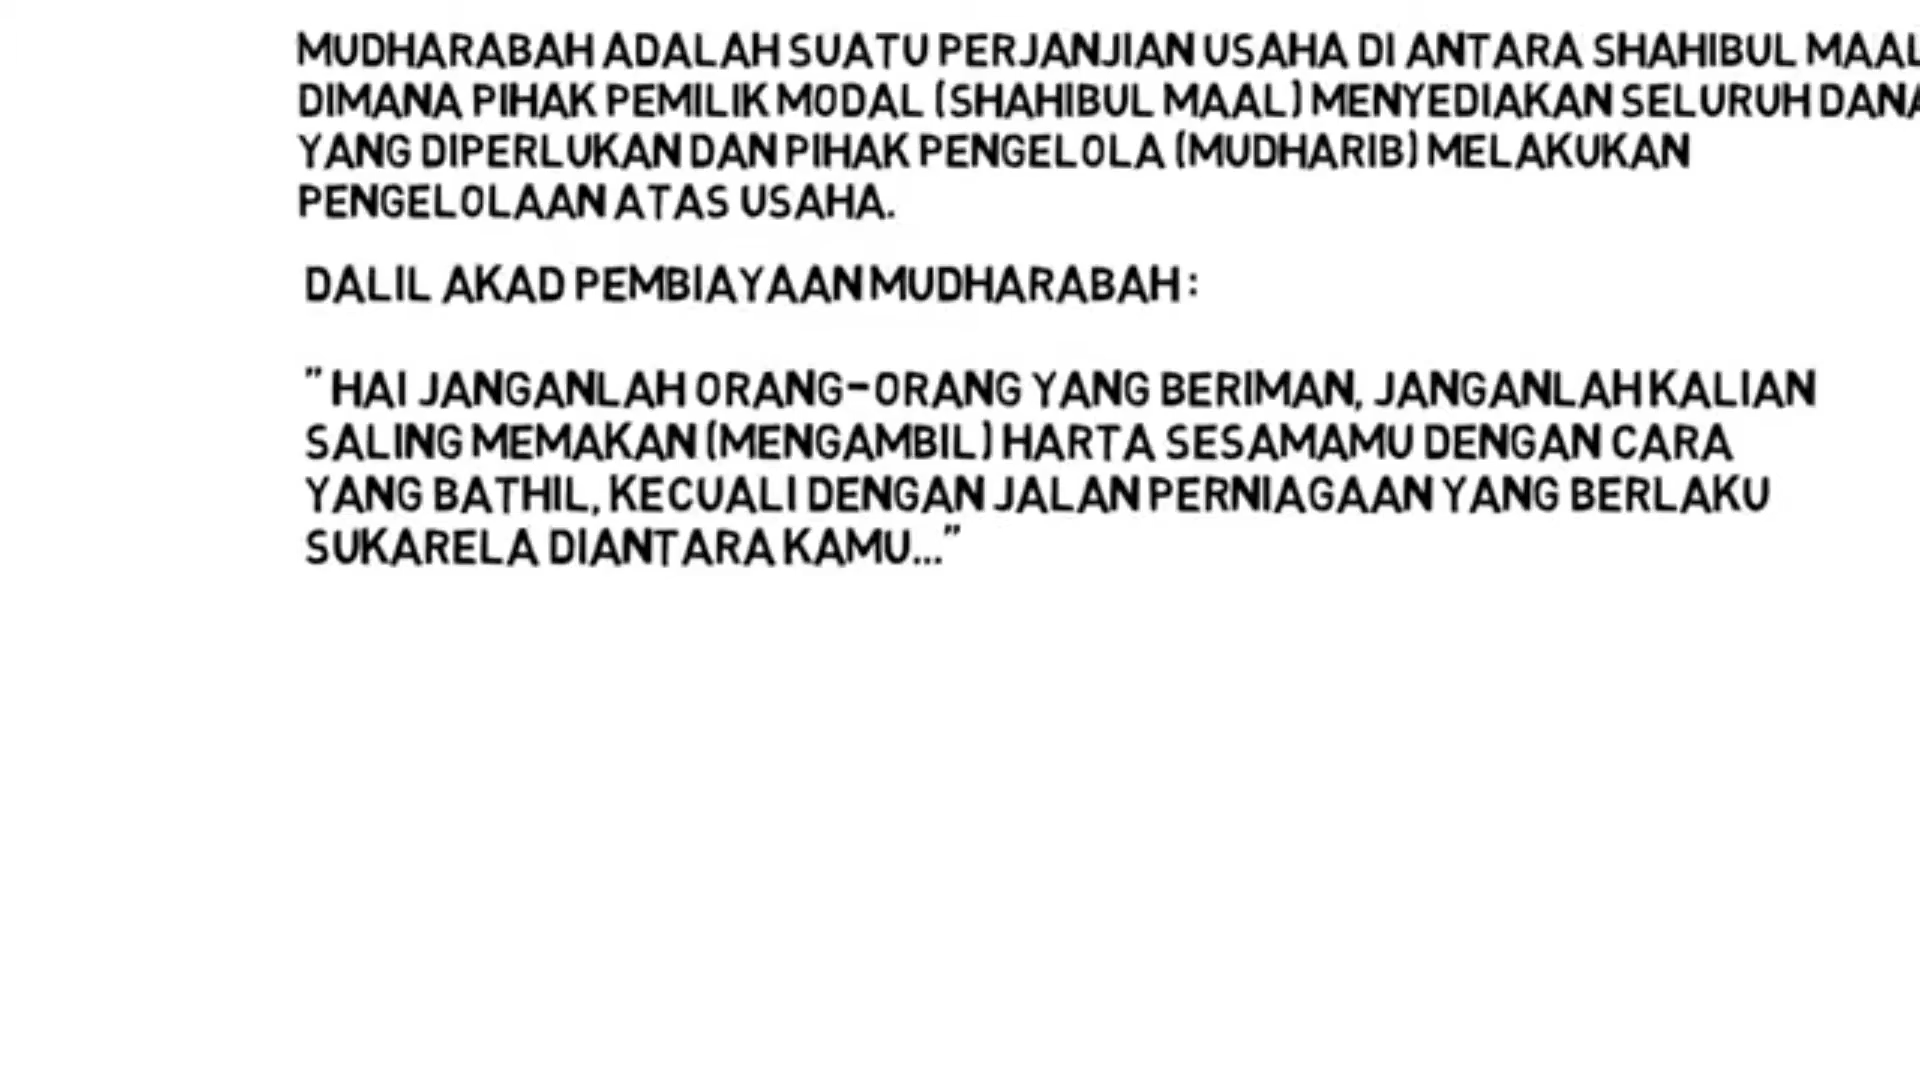 MUDHARABAH ADALAH SUATU PERJANJIAN USAHA DI ANTARA SHAHIBUL MAAL
DIMANA PIHAK PEMILIK MODAL (SHAHIBUL MAAL) MENYEDIAKAN SELURUH DANA
YANG DIPERLUKAN DAN PIHAK PENGELOLA (MUDHARIB) MELAKUKAN
PENGELOLAAN ATAS USAHA.
DALIL AKAD PEMBIAYAAN MUDHARABAH :
" HAI JANGANLAH ORANG-ORANG YANG BERIMAN, JANGANLAH KALIAN
SALING MEMAKAN (MENGAMBIL) HARTA SESAMAMU DENGAN CARA
YANG BATHIL, KECUALI DENGAN JALAN PERNIAGAAN YANG BERLAKU
SUKARELA DIANTARA KAMU..."